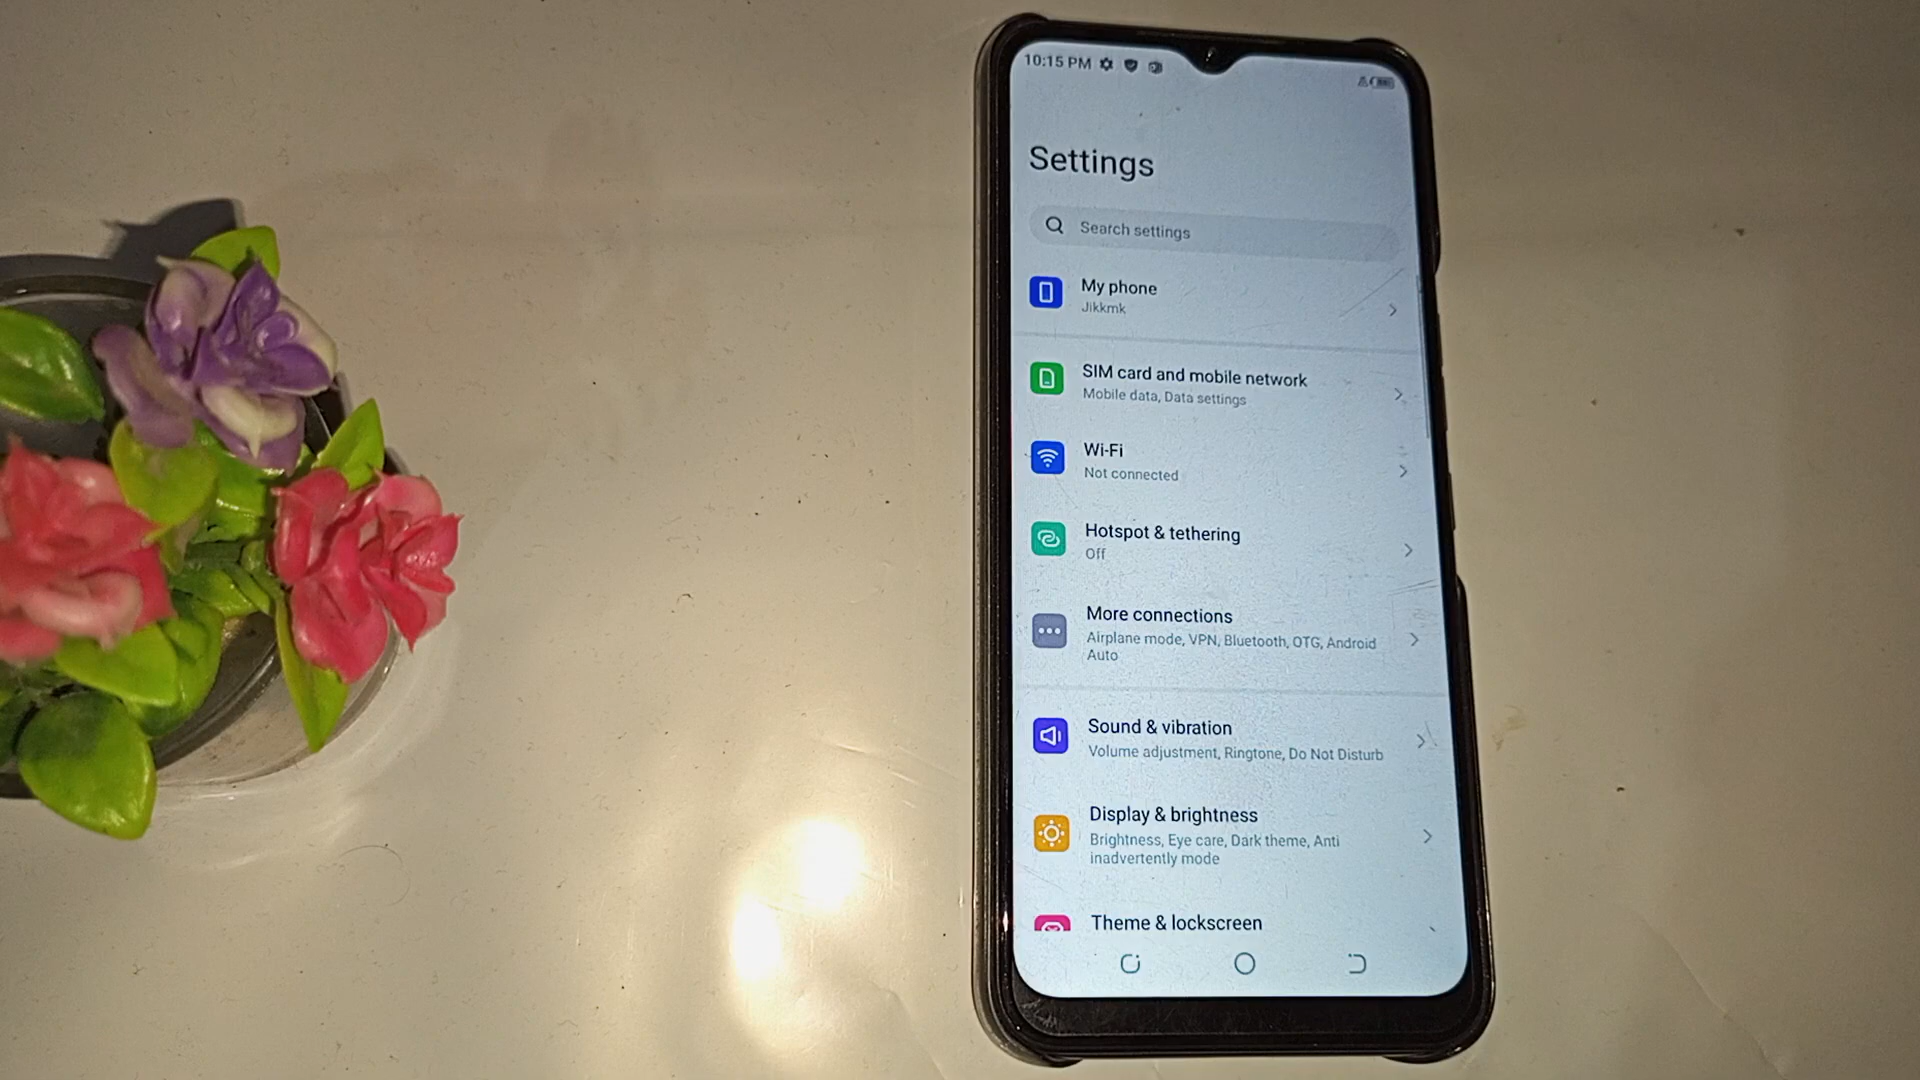 10:15 PM
Settings
Search settings
My phone
Jikkmk
SIM card and mobile network
Mobile data, Data settings
Wi-Fi
Not connected
Hotspot & tethering
Off
More connections
Airplane mode, VPN, Bluetooth, OTG, Android
Auto
Sound & vibration
Volume adjustment, Ringtone, Do Not Disturb
Display & brightness
Brightness, Eye care, Dark theme, Anti
inadvertently mode
Theme & lockscreen